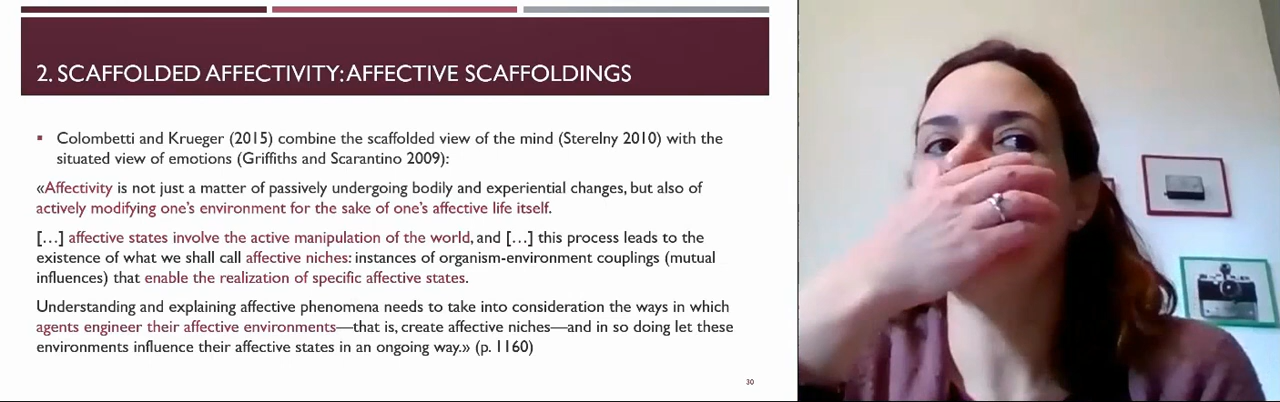 2. SCAFFOLDED AFFECTIVITY: AFFECTIVE SCAFFOLDINGS
▪ Colombetti and Krueger (2015) combine the scaffolded view of the mind (Sterelny 2010) with the
situated view of emotions (Griffiths and Scarantino 2009):
«Affectivity is not just a matter of passively undergoing bodily and experiential changes, but also of
actively modifying one's environment for the sake of one's affective life itself.
[…] affective states involve the active manipulation of the world, and […] this process leads to the
existence of what we shall call affective niches: instances of organism-environment couplings (mutual
influences) that enable the realization of specific affective states.
Understanding and explaining affective phenomena needs to take into consideration the ways in which
agents engineer their affective environments—that is, create affective niches—and in so doing let these
environments influence their affective states in an ongoing way.» (p. 1160)
30